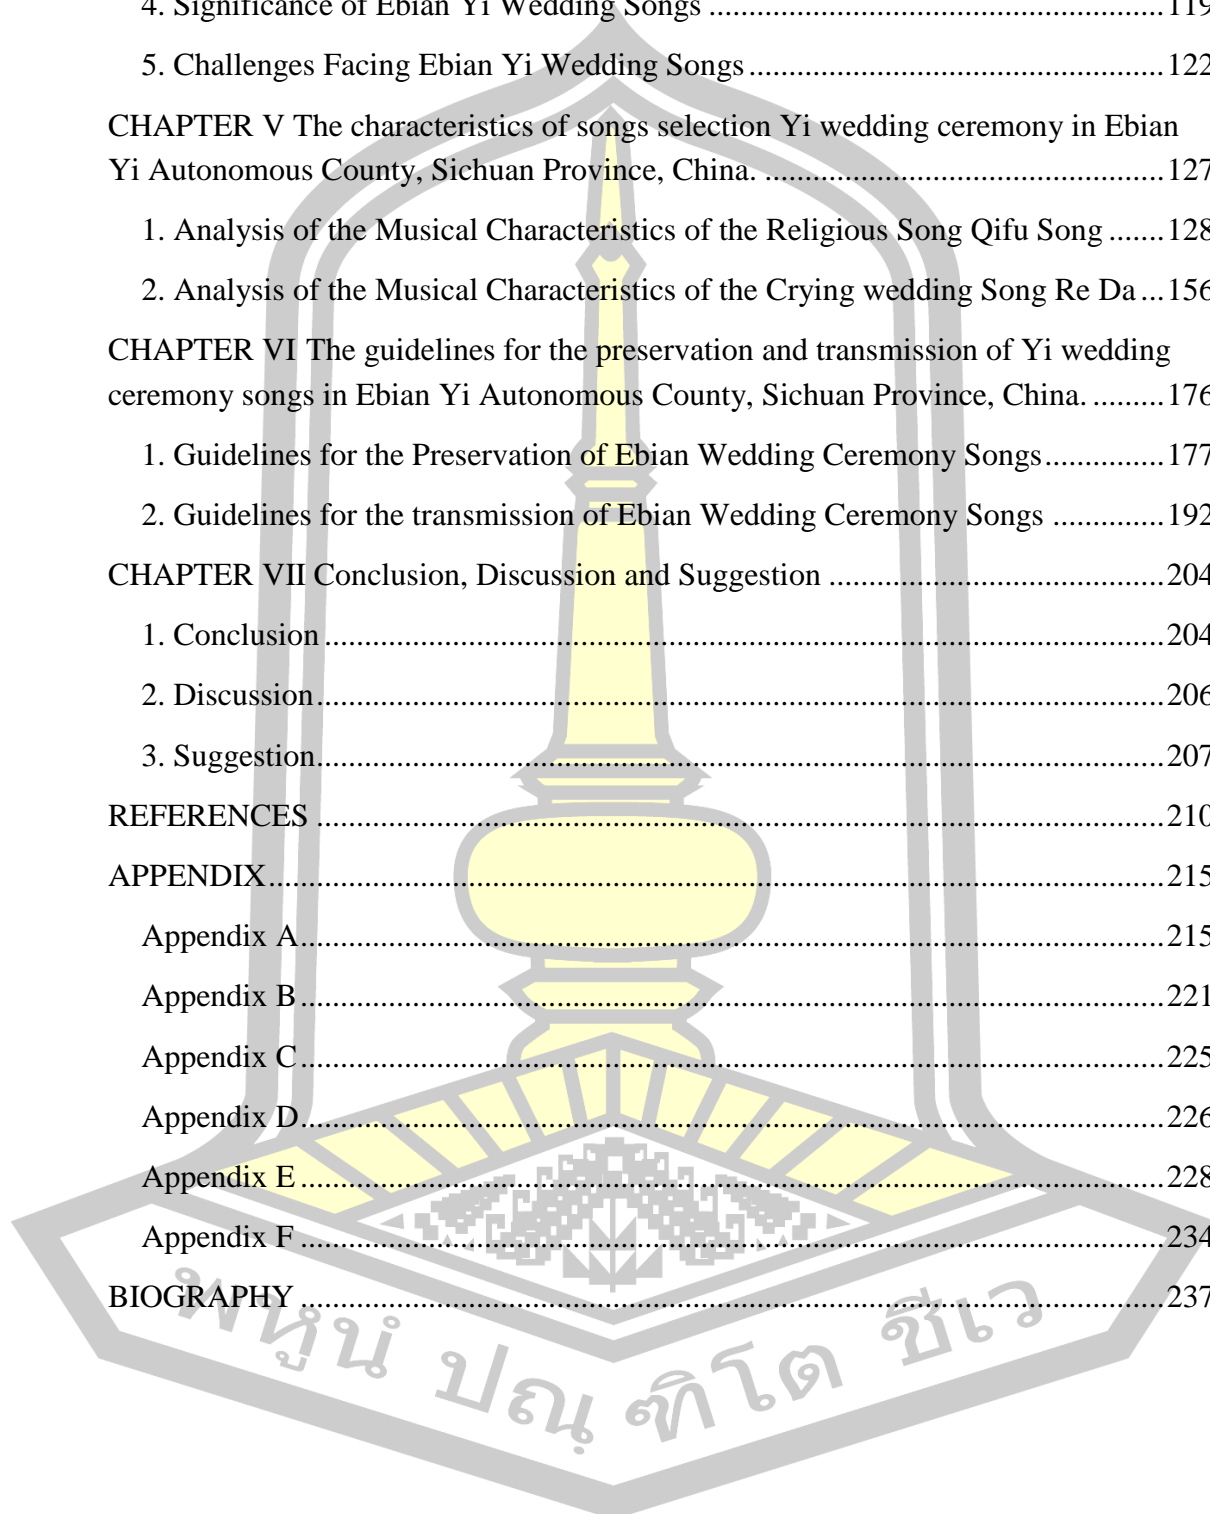 4. Significance of Ebian Yi Wedding Songs ........................................................119
5. Challenges Facing Ebian Yi Wedding Songs ....................................................122
CHAPTER V The characteristics of songs selection Yi wedding ceremony in Ebian
Yi Autonomous County, Sichuan Province, China. ..................................................127
1. Analysis of the Musical Characteristics of the Religious Song Qifu Song .......128
2. Analysis of the Musical Characteristics of the Crying wedding Song Re Da ...156
CHAPTER VI The guidelines for the preservation and transmission of Yi wedding
ceremony songs in Ebian Yi Autonomous County, Sichuan Province, China. .........176
1. Guidelines for the Preservation of Ebian Wedding Ceremony Songs...............177
2. Guidelines for the transmission of Ebian Wedding Ceremony Songs ..............192
CHAPTER VII Conclusion, Discussion and Suggestion ..........................................204
1. Conclusion .........................................................................................................204
2. Discussion..........................................................................................................206
3. Suggestion..........................................................................................................207
REFERENCES ...........................................................................................................210
APPENDIX................................................................................................................215
Appendix A............................................................................................................215
Appendix B ............................................................................................................221
Appendix C............................................................................................................225
Appendix D............................................................................................................226
Appendix E ............................................................................................................228
Appendix F ............................................................................................................234
BIOGRAPHY ............................................................................................................237
พหูนํ ปณฺฑิโต ชีเว